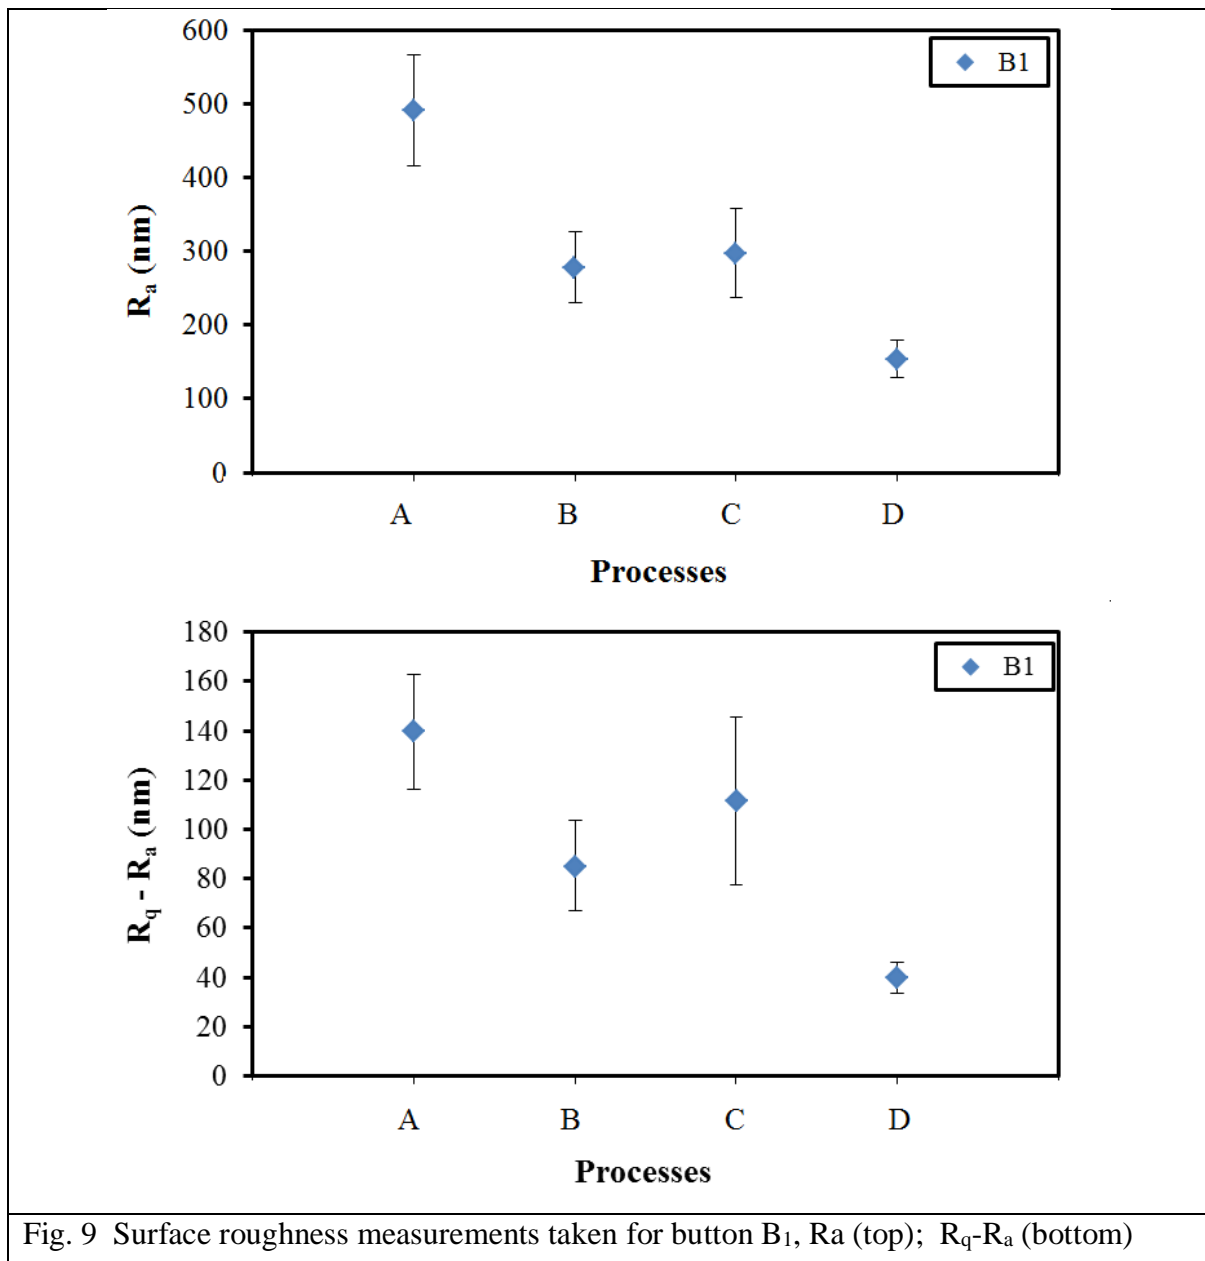 600
500
400
300
200
100
0
Rₐ (nm)
B1
A B C D
Processes
180
160
140
120
100
80
60
40
20
0
R_q - Rₐ (nm)
B1
A B C D
Processes
Fig. 9 Surface roughness measurements taken for button B₁, Ra (top); R_q-Rₐ (bottom)